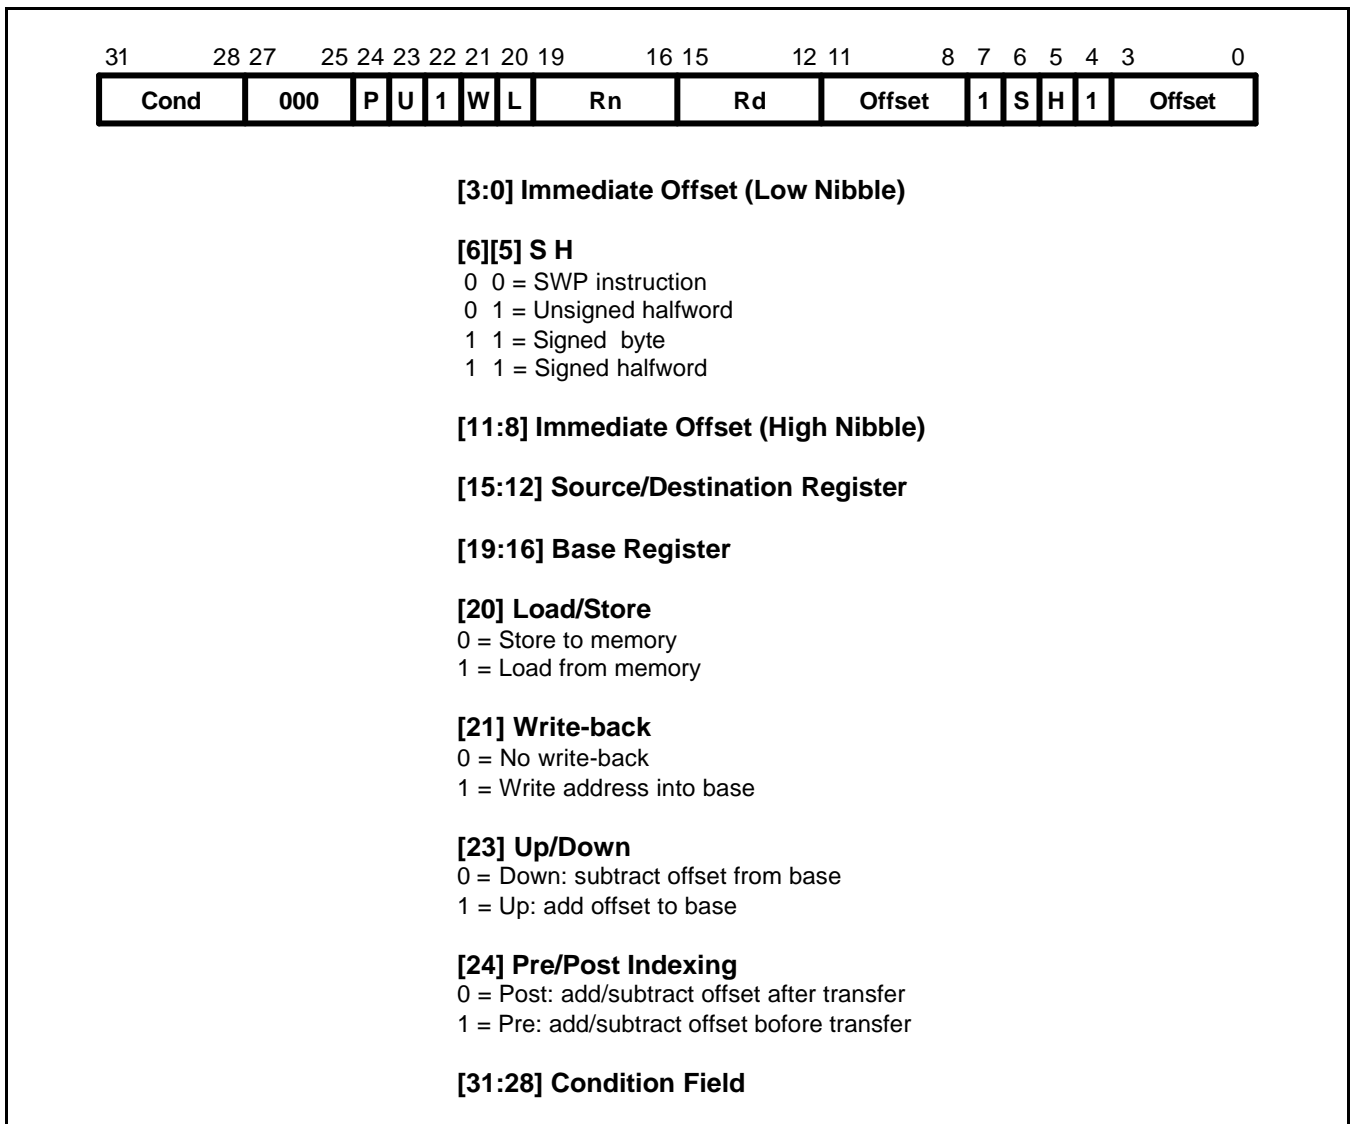 31 28 27 25 24 23 22 21 20 19 16 15 12 11 8 7 6 5 4 3 0
Cond 000 P U 1 W L Rn Rd Offset 1 S H 1 Offset
[3:0] Immediate Offset (Low Nibble)
[6][5] S H
0 0 = SWP instruction
0 1 = Unsigned halfword
1 1 = Signed byte
1 1 = Signed halfword
[11:8] Immediate Offset (High Nibble)
[15:12] Source/Destination Register
[19:16] Base Register
[20] Load/Store
0 = Store to memory
1 = Load from memory
[21] Write-back
0 = No write-back
1 = Write address into base
[23] Up/Down
0 = Down: subtract offset from base
1 = Up: add offset to base
[24] Pre/Post Indexing
0 = Post: add/subtract offset after transfer
1 = Pre: add/subtract offset bofore transfer
[31:28] Condition Field